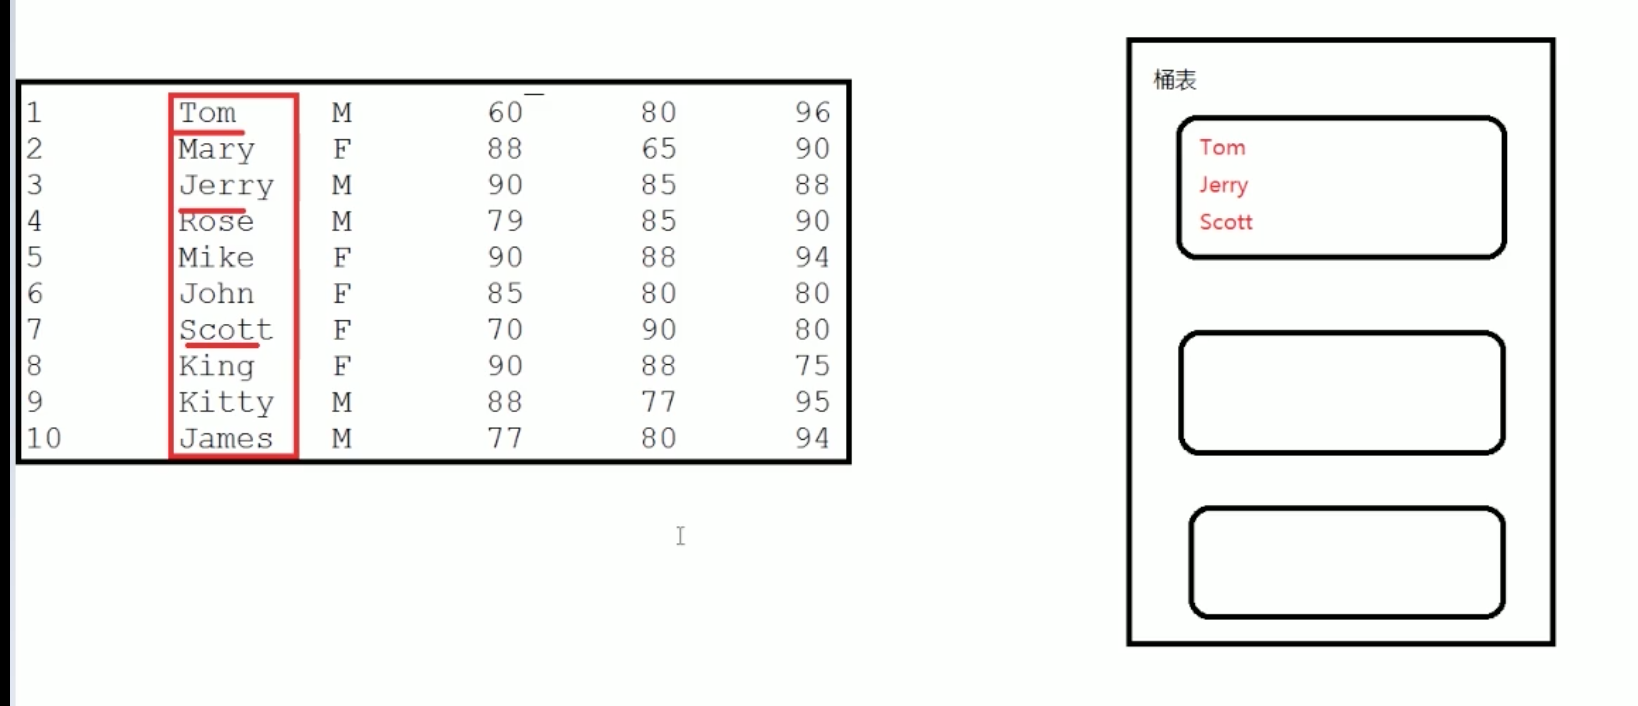 1 Tom M 60 80 96
2 Mary F 88 65 90
3 Jerry M 90 85 88
4 Rose M 79 85 90
5 Mike F 90 88 94
6 John F 85 80 80
7 Scott F 70 90 80
8 King F 90 88 75
9 Kitty M 88 77 95
10 James M 77 80 94
桶表
Tom
Jerry
Scott